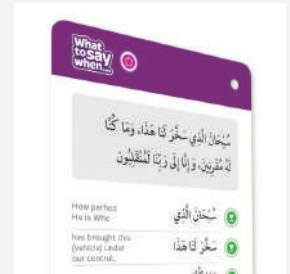 What
to say
when...
سُبْحَانَ الَّذِي سَخَّرَ لَنَا هَذَا، وَمَا كُنَّا
لَهُ مُقْرِنِينَ، وَإِنَّا إِلَى رَبِّنَا لَمُنْقَلِبُونَ
How perfect
He is Who
سُبْحَانَ الَّذِي
has brought this
(vehicle) under
our control,
سَخَّرَ لَنَا هَذَا